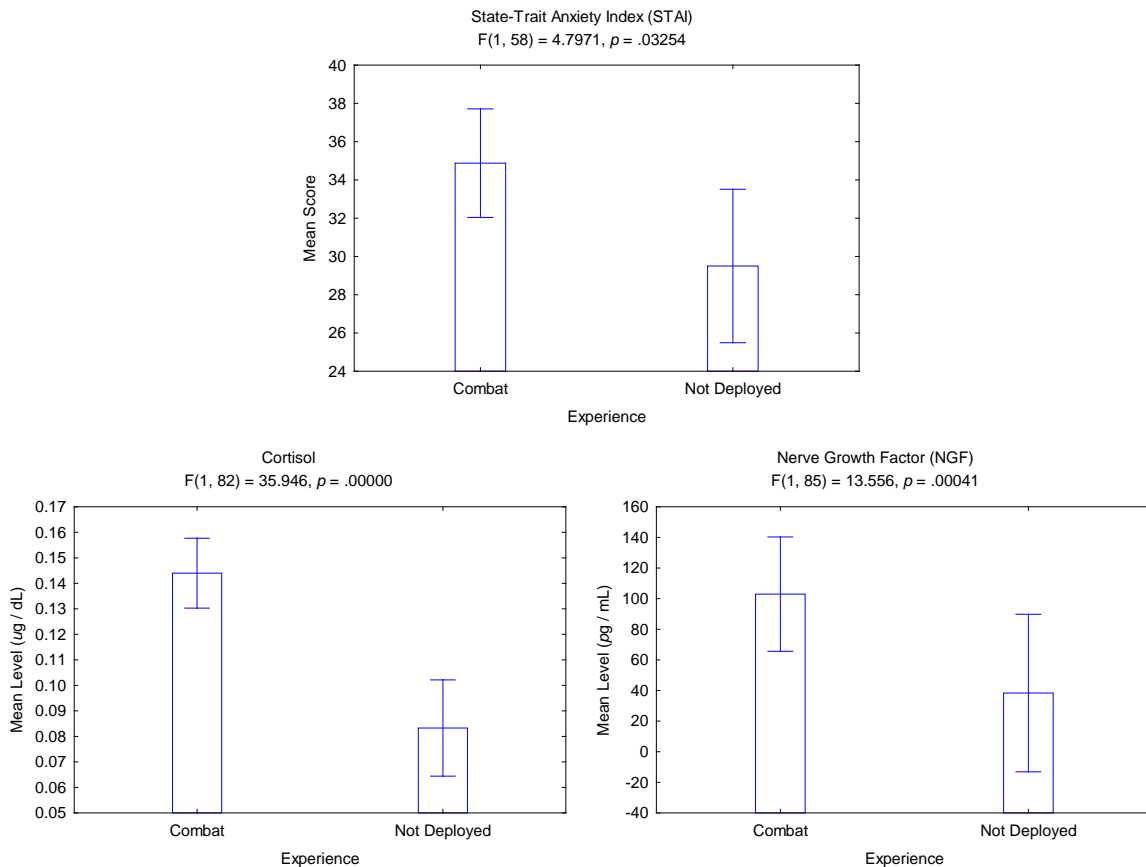 State-Trait Anxiety Index (STAI)
F(1, 58) = 4.7971, p = .03254
40
38
36
34
32
30
28
26
24
Mean Score
Combat
Not Deployed
Experience
Cortisol
F(1, 82) = 35.946, p = .00000
0.17
0.16
0.15
0.14
0.13
0.12
0.11
0.10
0.09
0.08
0.07
0.06
0.05
Mean Level (ug / dL)
Combat
Not Deployed
Experience
Nerve Growth Factor (NGF)
F(1, 85) = 13.556, p = .00041
160
140
120
100
80
60
40
20
0
-20
-40
Mean Level (pg / mL)
Combat
Not Deployed
Experience